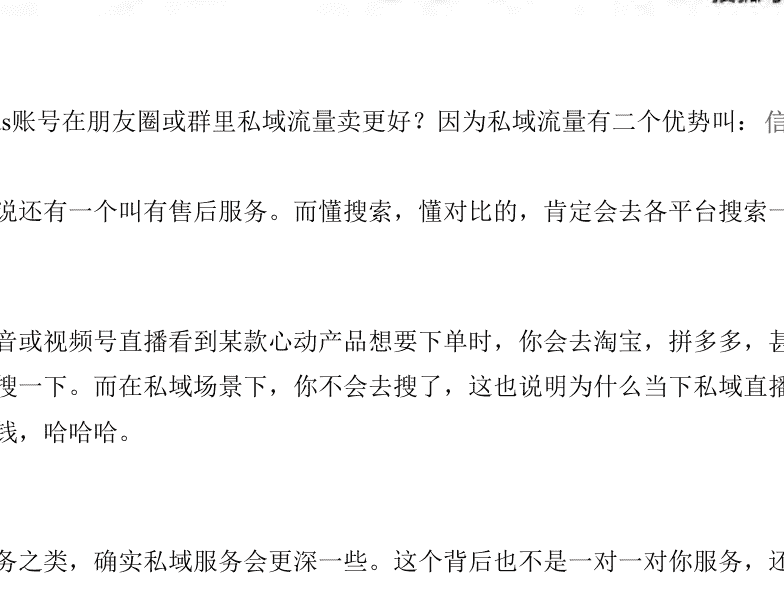 us账号在朋友圈或群里私域流量卖更好？因为私域流量有二个优势叫：信
说还有一个叫有售后服务。而懂搜索，懂对比的，肯定会去各平台搜索一
音或视频号直播看到某款心动产品想要下单时，你会去淘宝，拼多多，甚
搜一下。而在私域场景下，你不会去搜了，这也说明为什么当下私域直播
钱，哈哈哈。
务之类，确实私域服务会更深一些。这个背后也不是一对一对你服务，还